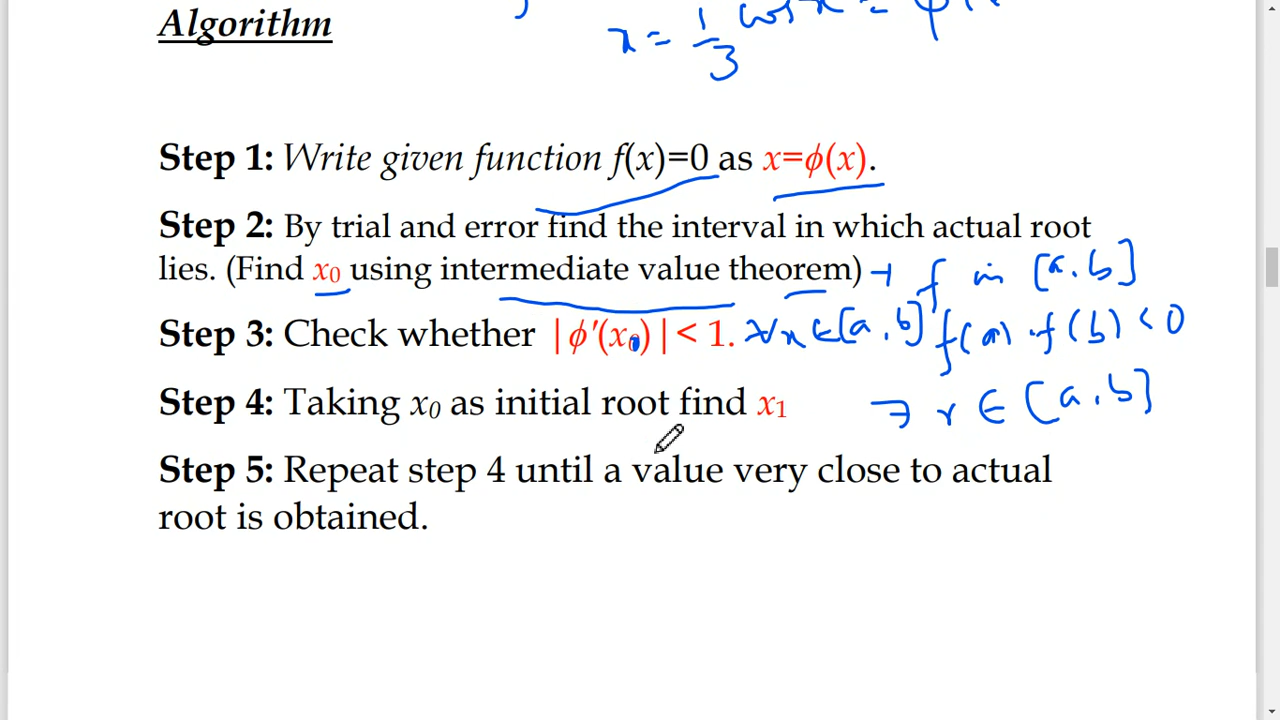 Algorithm
x = 1/3 cos x = φ(
Step 1: Write given function f(x)=0 as x=ϕ(x).
Step 2: By trial and error find the interval in which actual root
lies. (Find x₀ using intermediate value theorem) → f in [a, b]
Step 3: Check whether |ϕ′(x₀)| < 1. ∀x∈[a, b] f(a) · f(b) < 0
Step 4: Taking x₀ as initial root find x₁ ∃ r ∈ [a, b]
Step 5: Repeat step 4 until a value very close to actual
root is obtained.